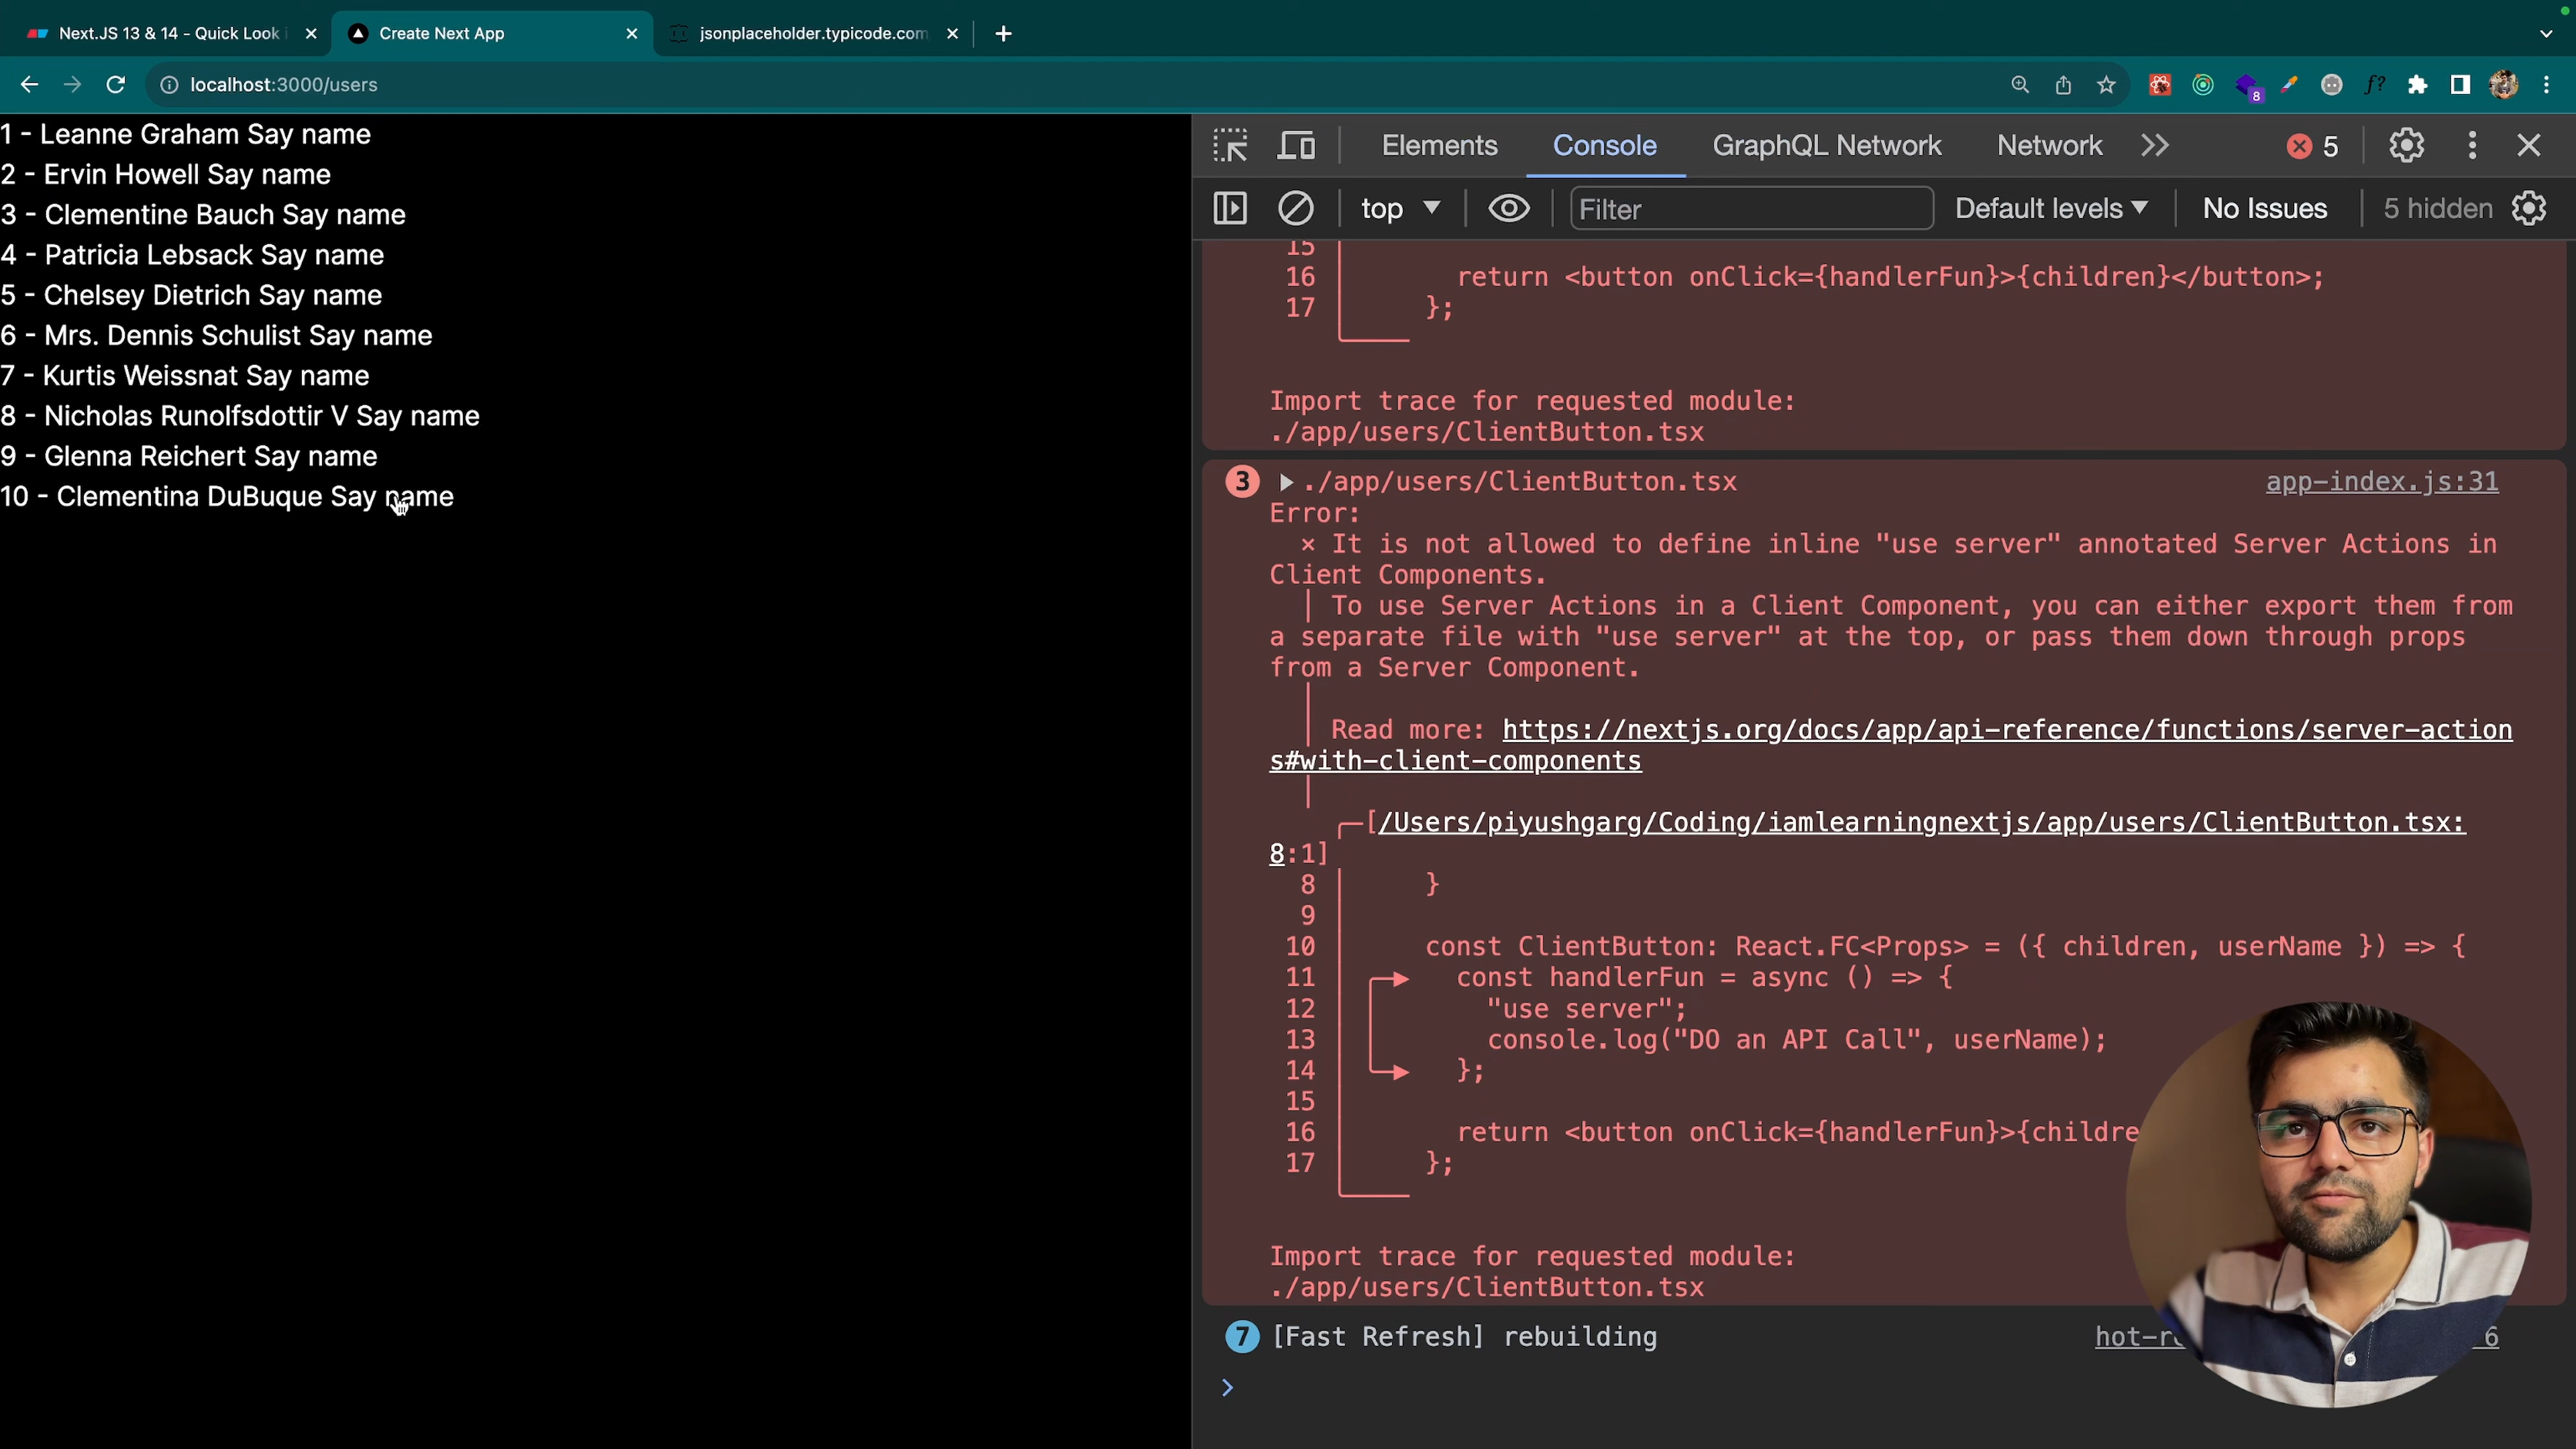 Next.JS 13 & 14 - Quick Look
Create Next App
jsonplaceholder.typicode.com
localhost:3000/users
8
f?
1 - Leanne Graham Say name
2 - Ervin Howell Say name
3 - Clementine Bauch Say name
4 - Patricia Lebsack Say name
5 - Chelsey Dietrich Say name
6 - Mrs. Dennis Schulist Say name
7 - Kurtis Weissnat Say name
8 - Nicholas Runolfsdottir V Say name
9 - Glenna Reichert Say name
10 - Clementina DuBuque Say name
Elements Console GraphQL Network Network 5
top Filter Default levels No Issues 5 hidden
15
16 return <button onClick={handlerFun}>{children}</button>;
17 };
Import trace for requested module:
./app/users/ClientButton.tsx
3 ./app/users/ClientButton.tsx app-index.js:31
Error:
× It is not allowed to define inline "use server" annotated Server Actions in
Client Components.
| To use Server Actions in a Client Component, you can either export them from
a separate file with "use server" at the top, or pass them down through props
from a Server Component.
|
| Read more: https://nextjs.org/docs/app/api-reference/functions/server-action
s#with-client-components
|
╭─[/Users/piyushgarg/Coding/iamlearningnextjs/app/users/ClientButton.tsx:
8:1]
8 }
9
10 const ClientButton: React.FC<Props> = ({ children, userName }) => {
11 const handlerFun = async () => {
12 "use server";
13 console.log("DO an API Call", userName);
14 };
15
16 return <button onClick={handlerFun}>{childre
17 };
Import trace for requested module:
./app/users/ClientButton.tsx
7 [Fast Refresh] rebuilding hot-r 6